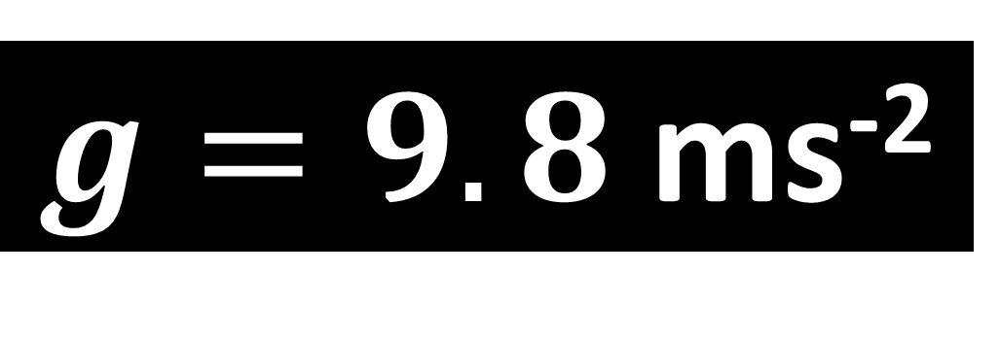 g = 9.8 ms⁻²